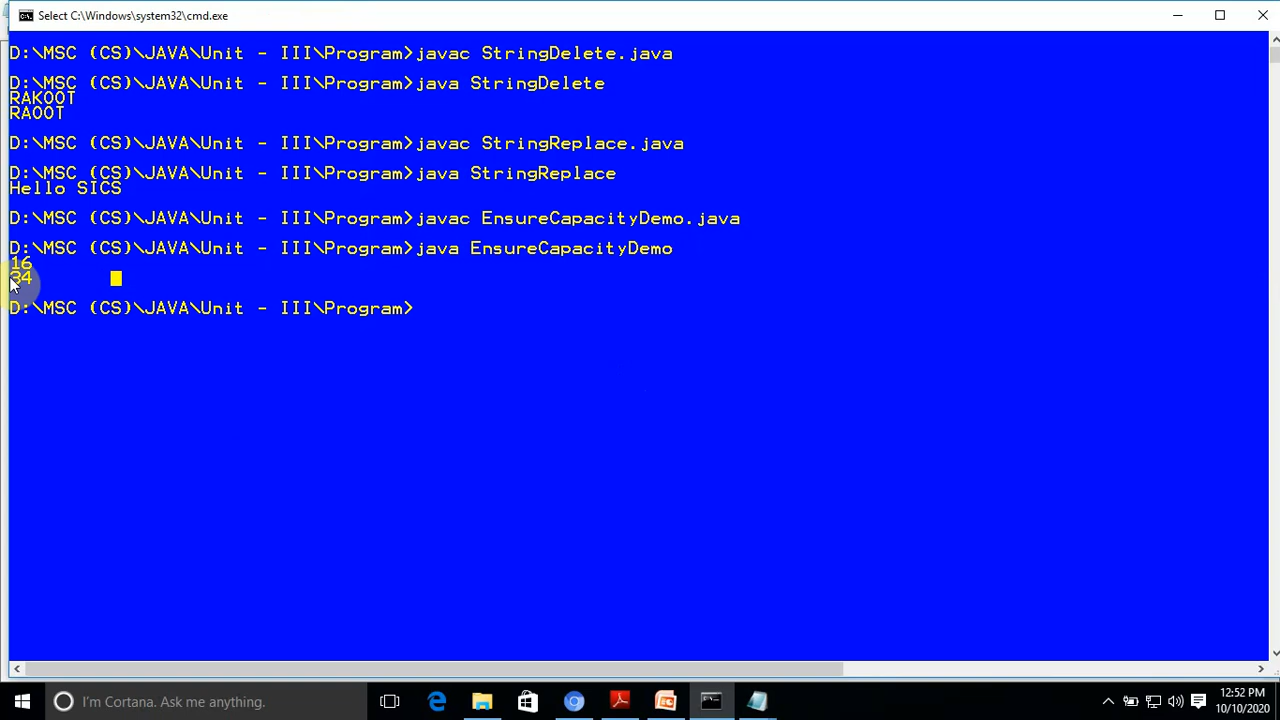 Select C:\Windows\system32\cmd.exe
D:\MSC (CS)\JAVA\Unit - III\Program>javac StringDelete.java
D:\MSC (CS)\JAVA\Unit - III\Program>java StringDelete
RAKOOT
RAOOT
D:\MSC (CS)\JAVA\Unit - III\Program>javac StringReplace.java
D:\MSC (CS)\JAVA\Unit - III\Program>java StringReplace
Hello SICS
D:\MSC (CS)\JAVA\Unit - III\Program>javac EnsureCapacityDemo.java
D:\MSC (CS)\JAVA\Unit - III\Program>java EnsureCapacityDemo
16
34
D:\MSC (CS)\JAVA\Unit - III\Program>
I'm Cortana. Ask me anything.
12:52 PM
10/10/2020